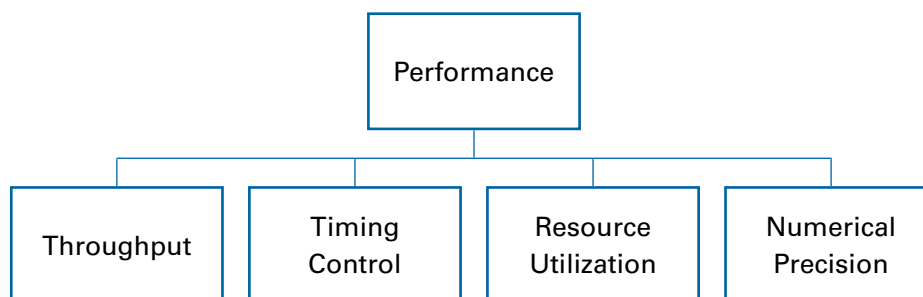 Performance
Throughput
Timing
Control
Resource
Utilization
Numerical
Precision